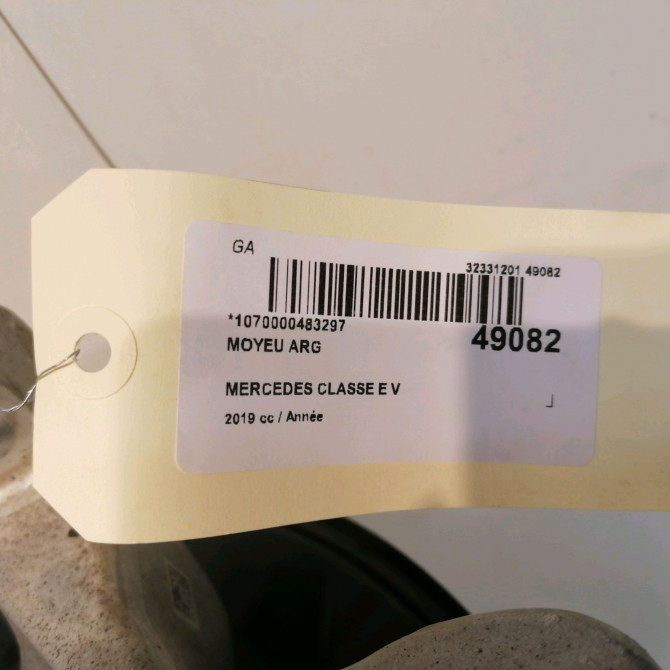 GA
32331201 49082
*1070000483297
49082
MOYEU ARG
MERCEDES CLASSE E V
2019 cc / Année